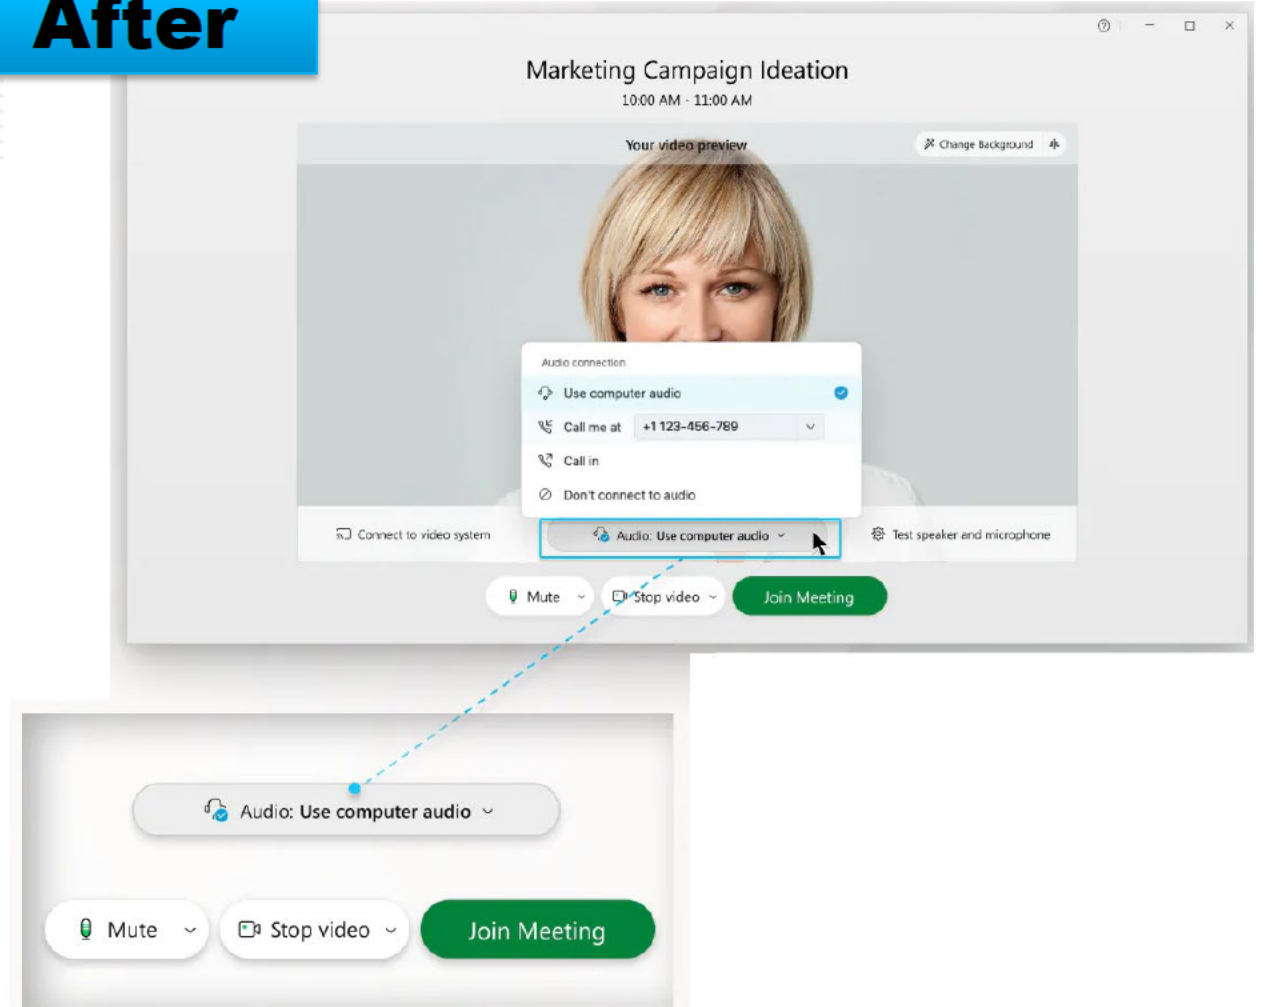 After
Marketing Campaign Ideation
10:00 AM - 11:00 AM
Your video preview
Change Background
Audio connection
Use computer audio
Call me at +1 123-456-789
Call in
Don't connect to audio
Connect to video system
Audio: Use computer audio
Test speaker and microphone
Mute
Stop video
Join Meeting
Audio: Use computer audio
Mute
Stop video
Join Meeting